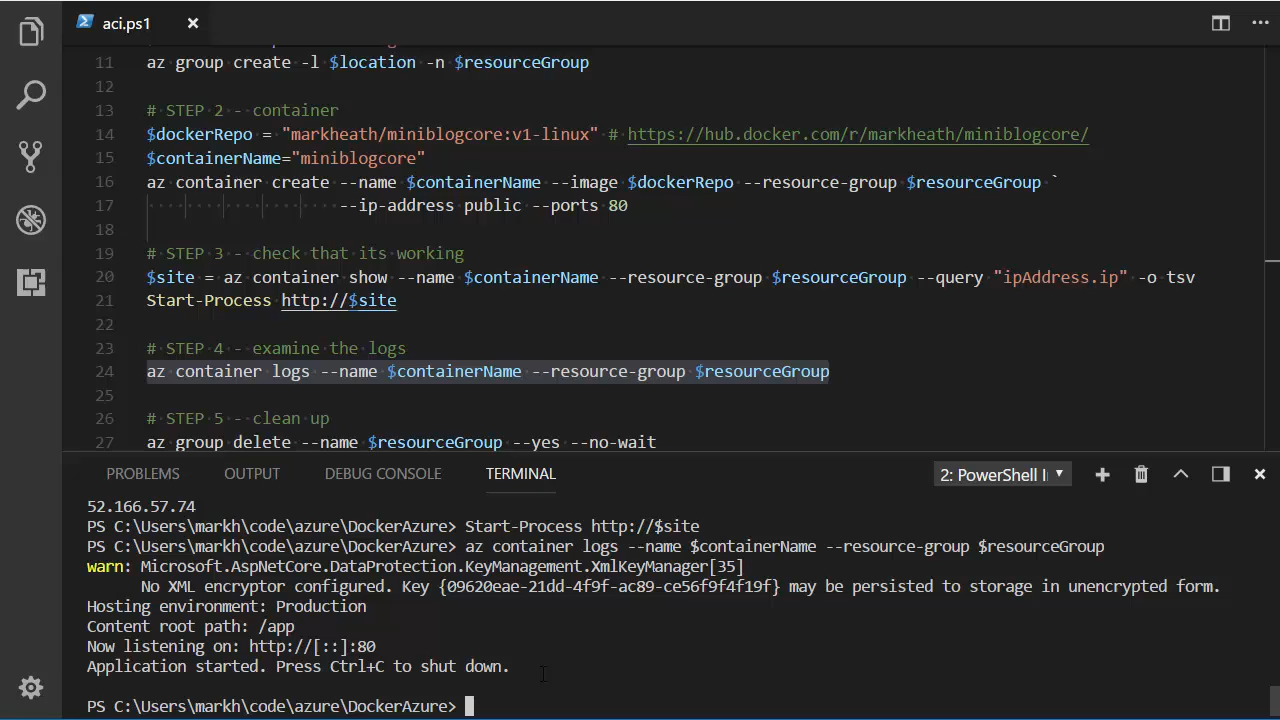 aci.ps1
11 az group create -l $location -n $resourceGroup
12
13 # STEP 2 - container
14 $dockerRepo = "markheath/miniblogcore:v1-linux" # https://hub.docker.com/r/markheath/miniblogcore/
15 $containerName="miniblogcore"
16 az container create --name $containerName --image $dockerRepo --resource-group $resourceGroup `
17 --ip-address public --ports 80
18
19 # STEP 3 - check that its working
20 $site = az container show --name $containerName --resource-group $resourceGroup --query "ipAddress.ip" -o tsv
21 Start-Process http://$site
22
23 # STEP 4 - examine the logs
24 az container logs --name $containerName --resource-group $resourceGroup
25
26 # STEP 5 - clean up
27 az group delete --name $resourceGroup --yes --no-wait
PROBLEMS OUTPUT DEBUG CONSOLE TERMINAL 2: PowerShell I
52.166.57.74
PS C:\Users\markh\code\azure\DockerAzure> Start-Process http://$site
PS C:\Users\markh\code\azure\DockerAzure> az container logs --name $containerName --resource-group $resourceGroup
warn: Microsoft.AspNetCore.DataProtection.KeyManagement.XmlKeyManager[35]
No XML encryptor configured. Key {09620eae-21dd-4f9f-ac89-ce56f9f4f19f} may be persisted to storage in unencrypted form.
Hosting environment: Production
Content root path: /app
Now listening on: http://[::]:80
Application started. Press Ctrl+C to shut down.
PS C:\Users\markh\code\azure\DockerAzure>